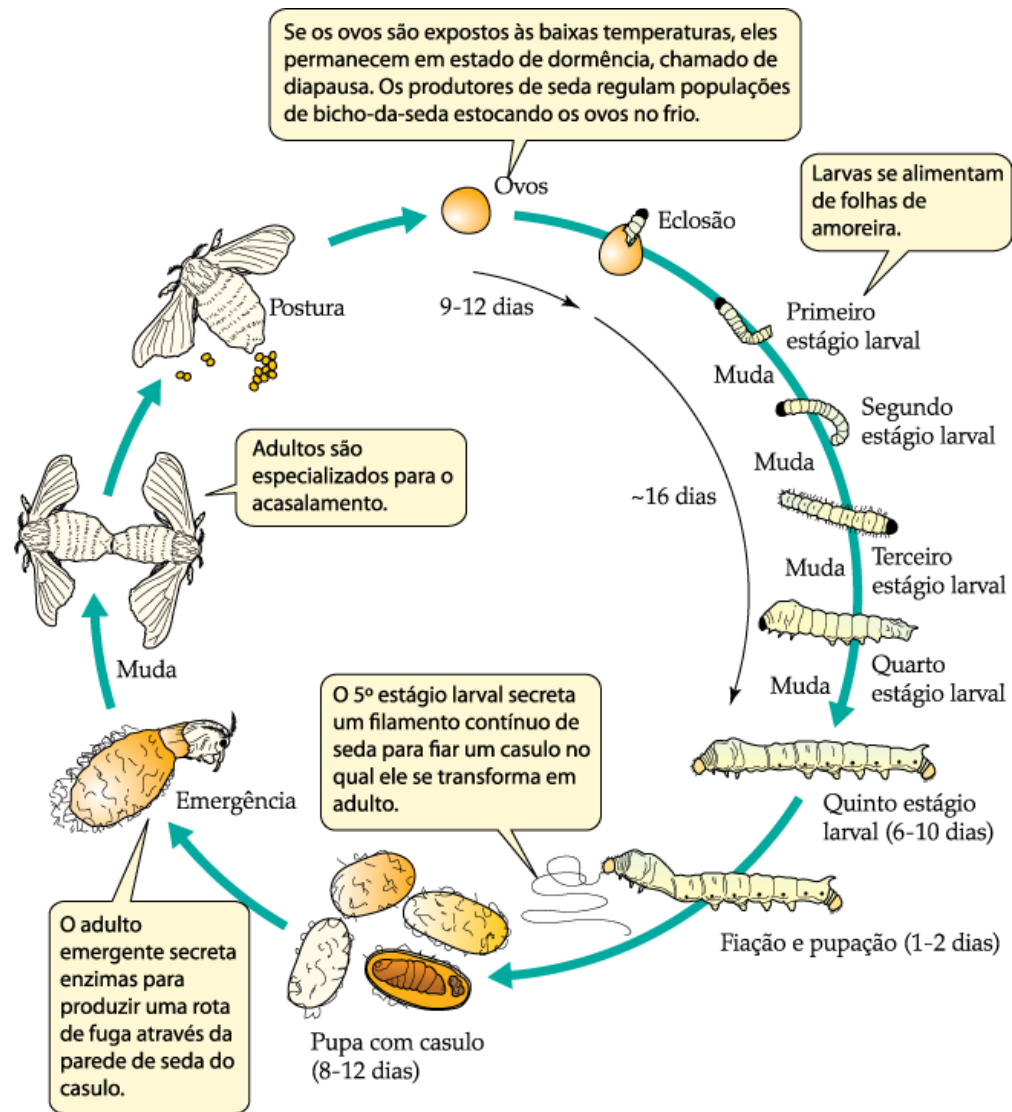 Se os ovos são expostos às baixas temperaturas, eles
permanecem em estado de dormência, chamado de
diapausa. Os produtores de seda regulam populações
de bicho-da-seda estocando os ovos no frio.
Ovos
Eclosão
Larvas se alimentam
de folhas de
amoreira.
9-12 dias
Primeiro
estágio larval
Muda
Segundo
estágio larval
Muda
~16 dias
Terceiro
estágio larval
Muda
Quarto
estágio larval
Muda
Quinto estágio
larval (6-10 dias)
O 5º estágio larval secreta
um filamento contínuo de
seda para fiar um casulo no
qual ele se transforma em
adulto.
Fiação e pupação (1-2 dias)
Pupa com casulo
(8-12 dias)
Emergência
O adulto
emergente secreta
enzimas para
produzir uma rota
de fuga através da
parede de seda do
casulo.
Muda
Adultos são
especializados para o
acasalamento.
Postura